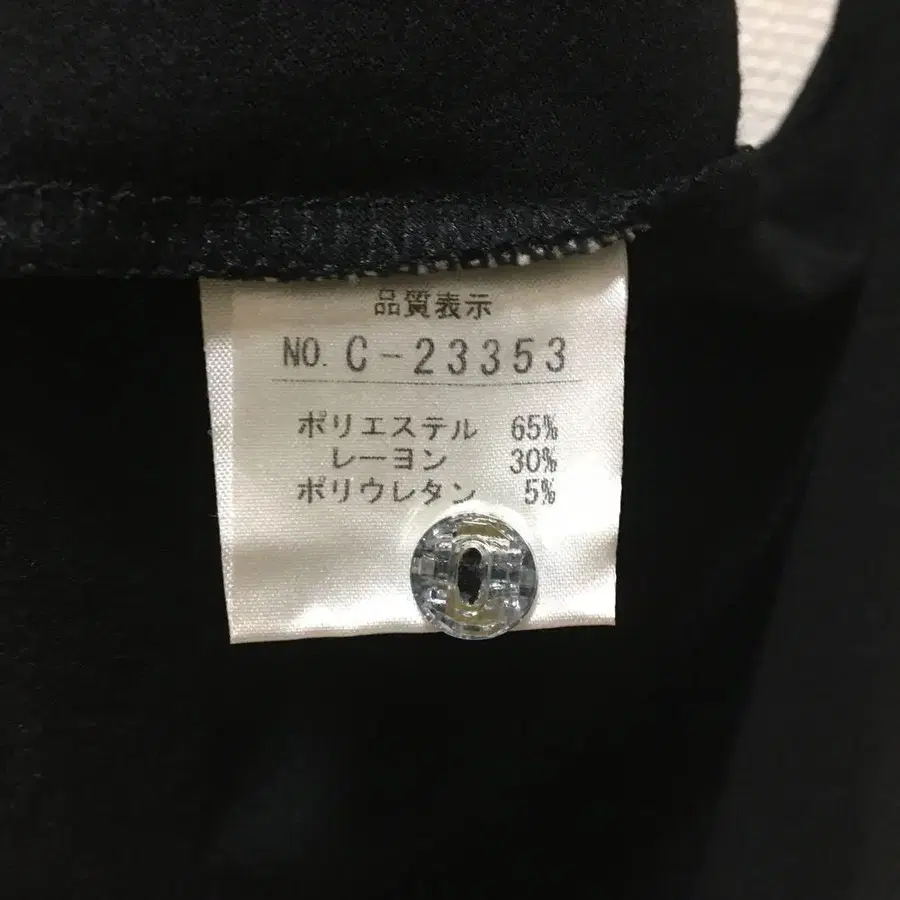 品質表示
NO. C-23353
ポリエステル 65%
レーヨン 30%
ポリウレタン 5%